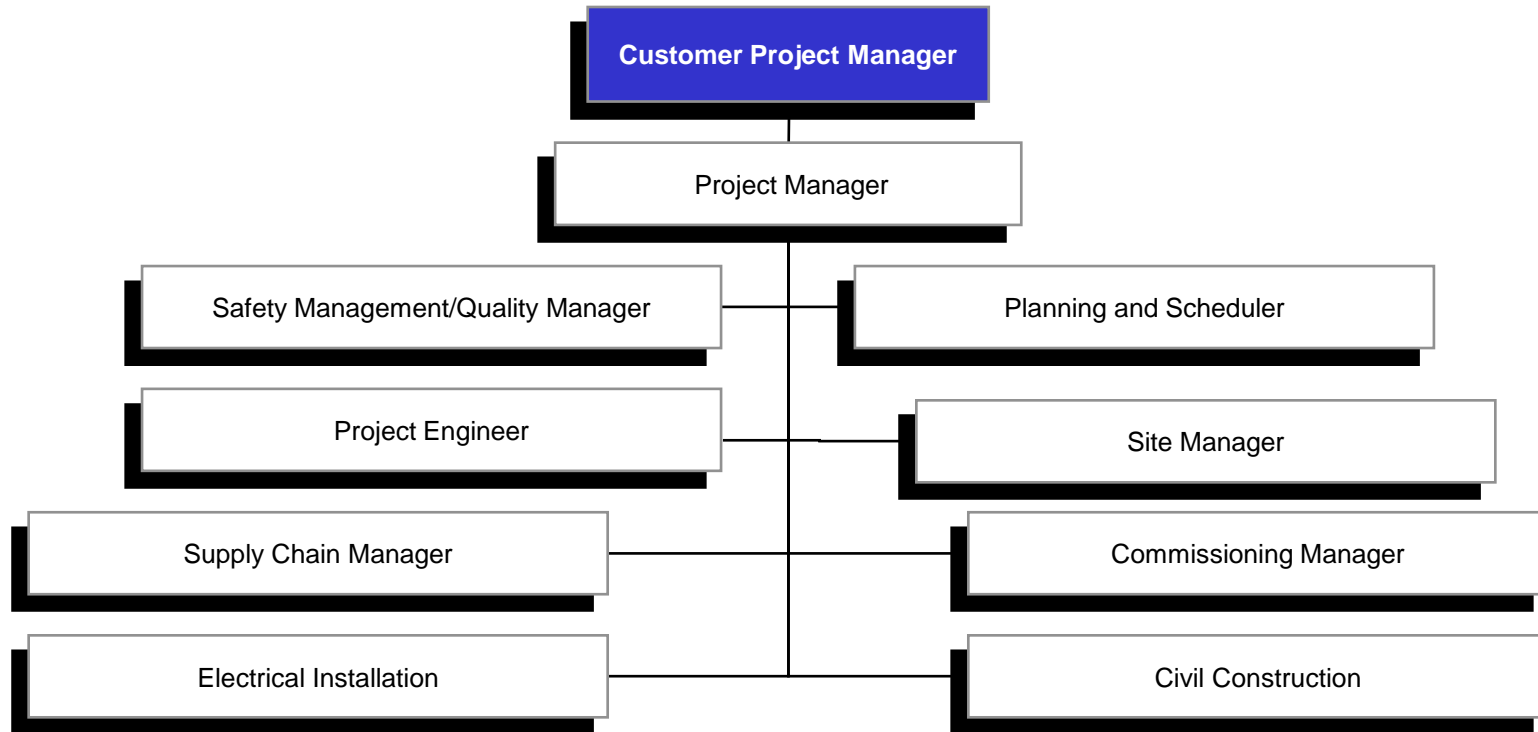 Customer Project Manager
Project Manager
Safety Management/Quality Manager
Planning and Scheduler
Project Engineer
Site Manager
Supply Chain Manager
Commissioning Manager
Electrical Installation
Civil Construction